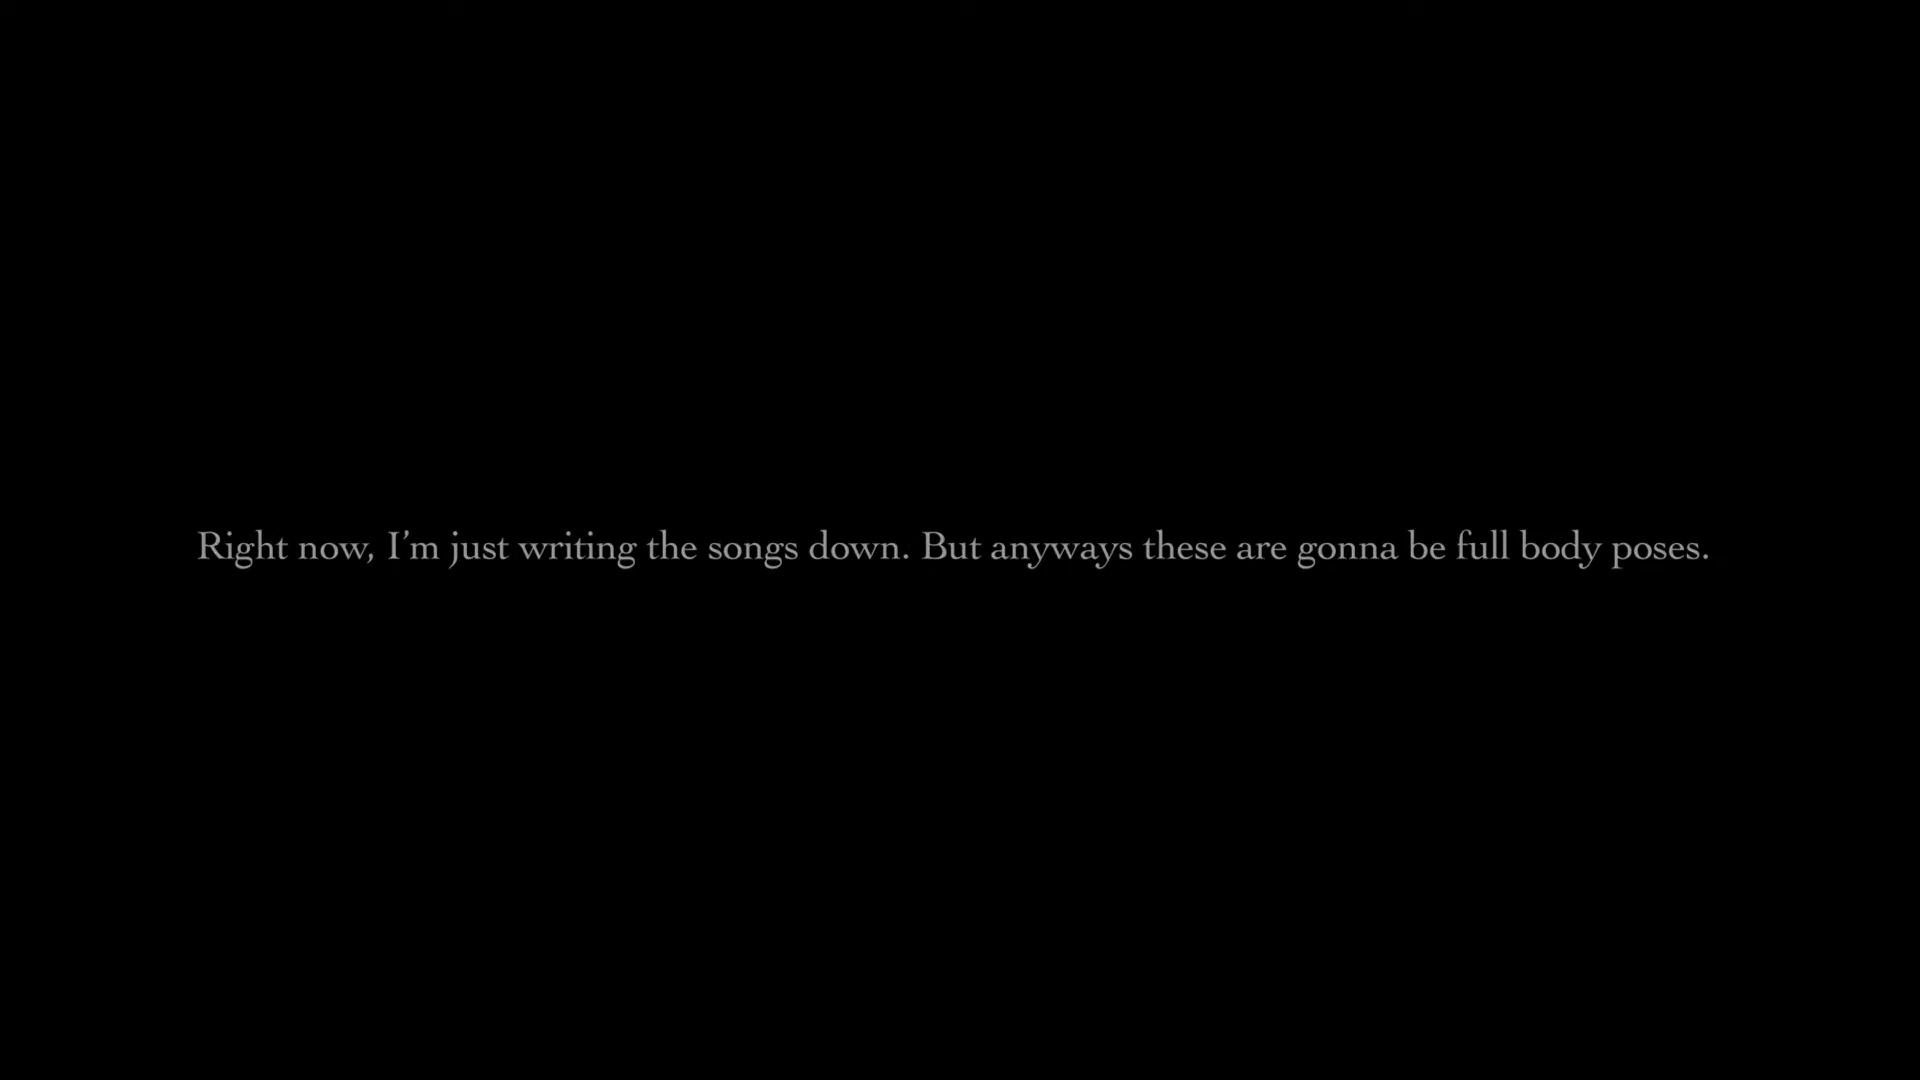 Right now, I’m just writing the songs down. But anyways these are gonna be full body poses.